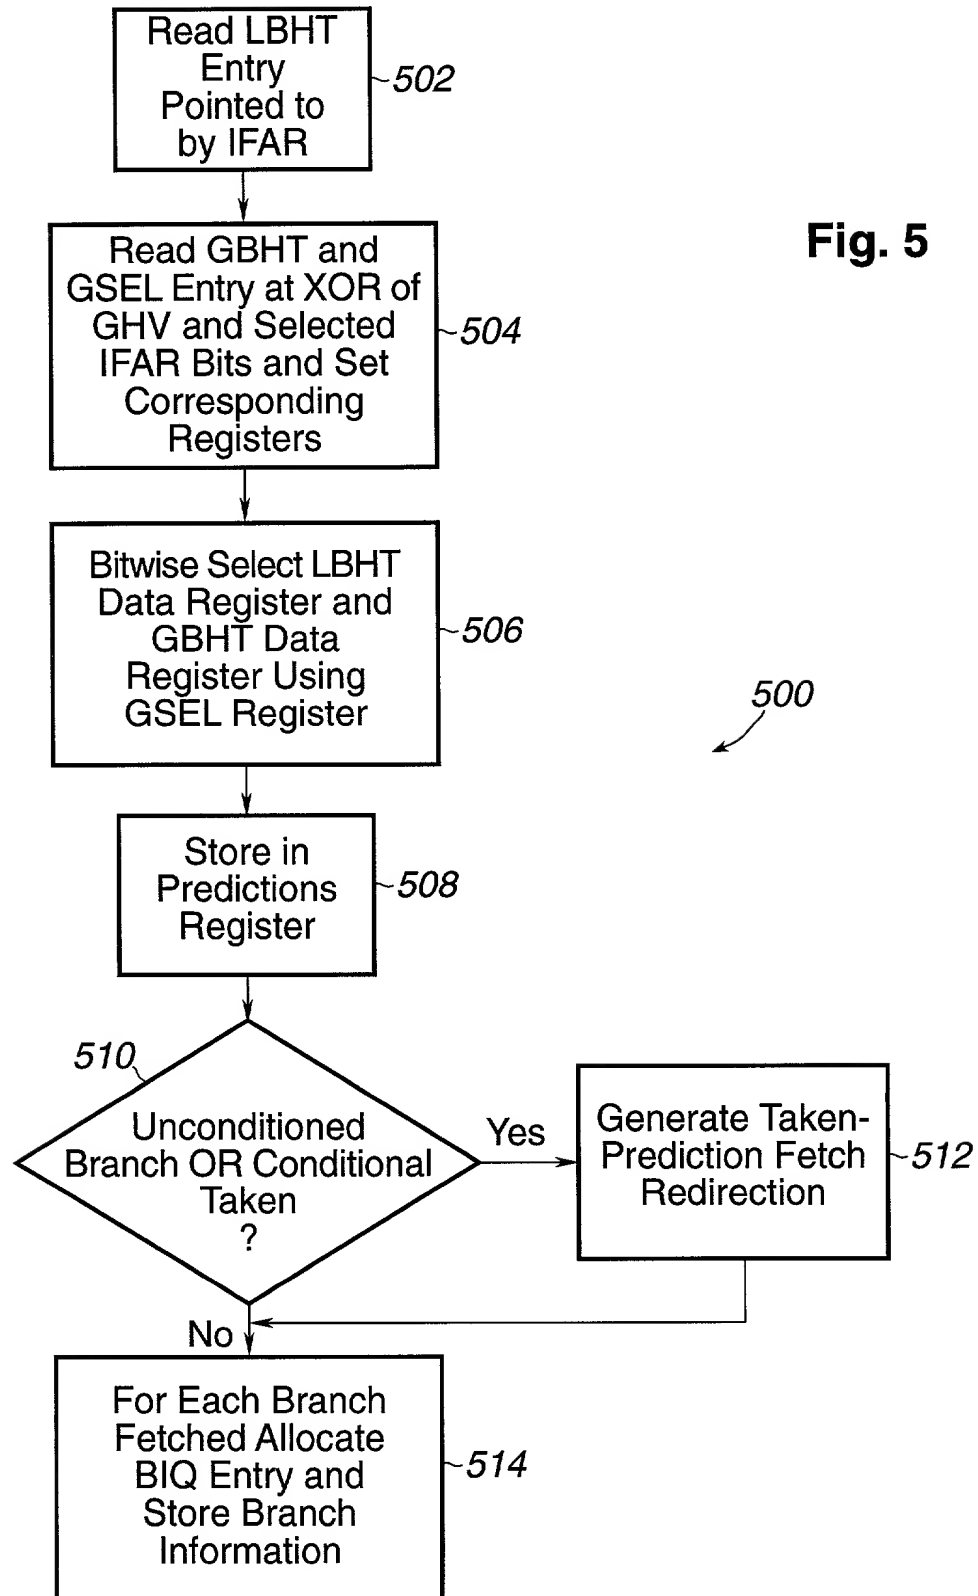 Read LBHT
Entry
Pointed to
by IFAR
502
Fig. 5
Read GBHT and
GSEL Entry at XOR of
GHV and Selected
IFAR Bits and Set
Corresponding
Registers
504
Bitwise Select LBHT
Data Register and
GBHT Data
Register Using
GSEL Register
506
500
Store in
Predictions
Register
508
510
Unconditioned
Branch OR Conditional
Taken
?
Yes
Generate Taken-
Prediction Fetch
Redirection
512
No
For Each Branch
Fetched Allocate
BIQ Entry and
Store Branch
Information
514